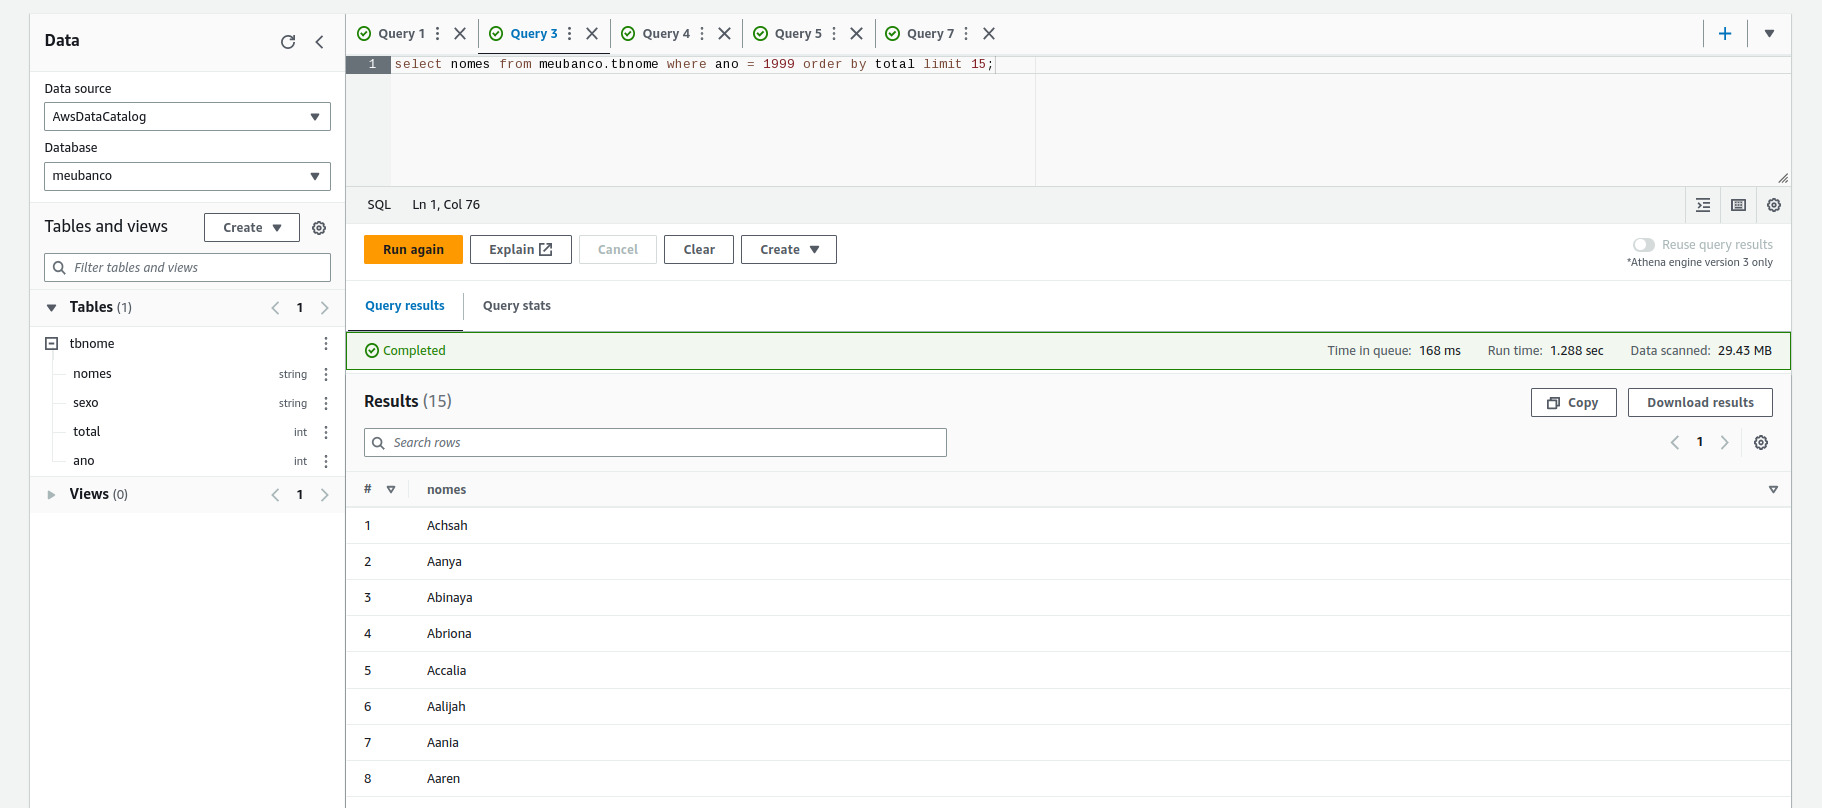 Data
Data source
AwsDataCatalog
Database
meubanco
Tables and views
Create
Filter tables and views
Tables (1)
1
tbnome
nomes string
sexo string
total int
ano int
Views (0)
1
Query 1
Query 3
Query 4
Query 5
Query 7
1 select nomes from meubanco.tbnome where ano = 1999 order by total limit 15;
SQL Ln 1, Col 76
Run again
Explain
Cancel
Clear
Create
Reuse query results
*Athena engine version 3 only
Query results
Query stats
Completed
Time in queue: 168 ms
Run time: 1.288 sec
Data scanned: 29.43 MB
Results (15)
Copy
Download results
Search rows
1
# nomes
1 Achsah
2 Aanya
3 Abinaya
4 Abriona
5 Accalia
6 Aalijah
7 Aania
8 Aaren